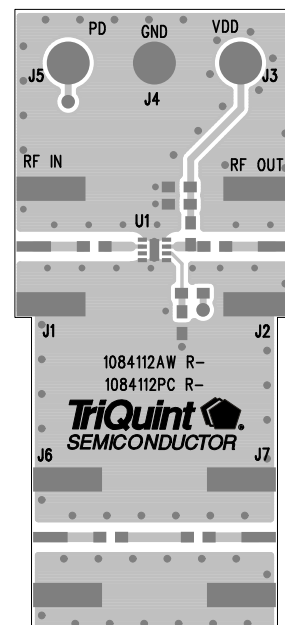 PD GND VDD
J5 J4 J3
RF IN RF OUT
U1
J1 J2
1084112AW R-
1084112PC R-
TriQuint
SEMICONDUCTOR
J6 J7